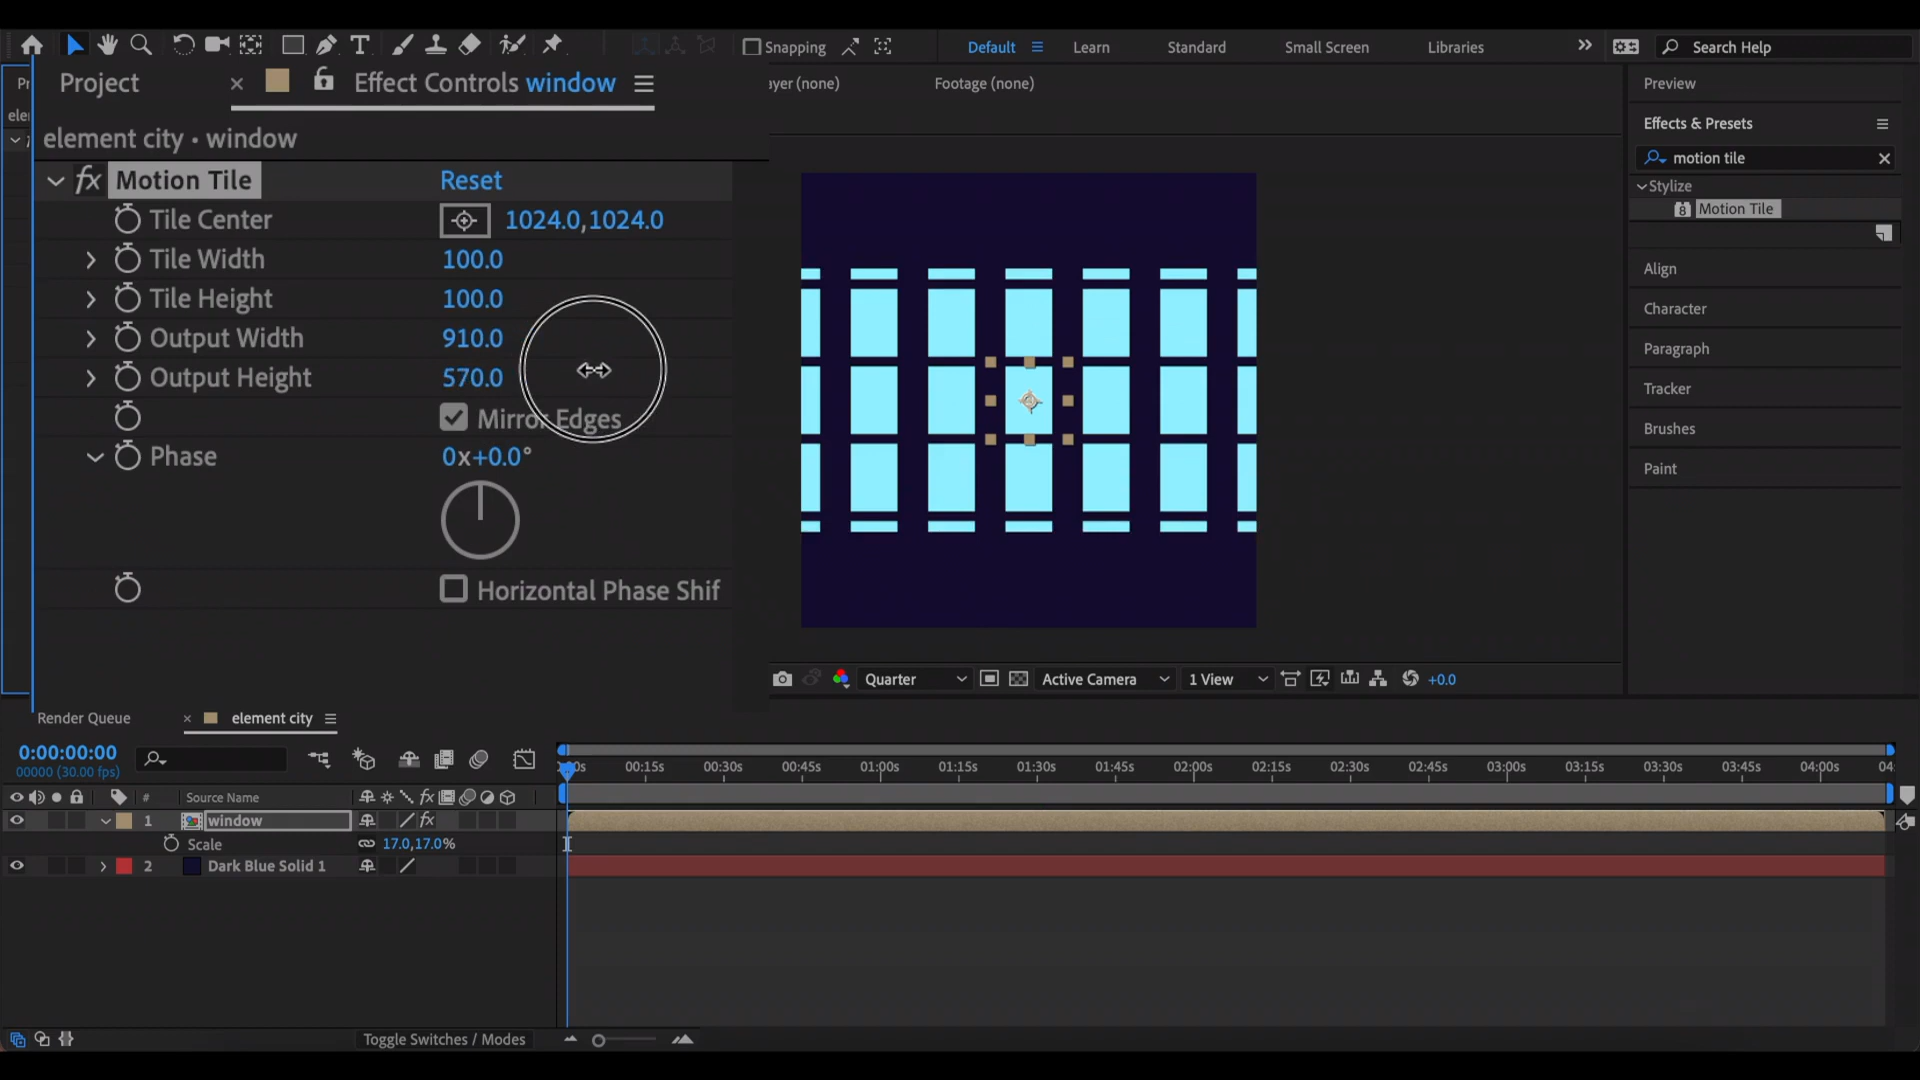 Snapping
Default
Learn
Standard
Small Screen
Libraries
Search Help
Project
Effect Controls window
ayer (none)
Footage (none)
Preview
element city • window
Effects & Presets
motion tile
Stylize
Motion Tile
fx Motion Tile
Reset
Tile Center
1024.0,1024.0
Tile Width
100.0
Tile Height
100.0
Output Width
910.0
Output Height
570.0
Mirror Edges
Phase
0x+0.0°
Horizontal Phase Shif
Align
Character
Paragraph
Tracker
Brushes
Paint
Quarter
Active Camera
1 View
+0.0
Render Queue
element city
0:00:00:00
00000 (30.00 fps)
00:15s
00:30s
00:45s
01:00s
01:15s
01:30s
01:45s
02:00s
02:15s
02:30s
02:45s
03:00s
03:15s
03:30s
03:45s
04:00s
04:
#
Source Name
1
window
Scale
17.0,17.0%
2
Dark Blue Solid 1
Toggle Switches / Modes